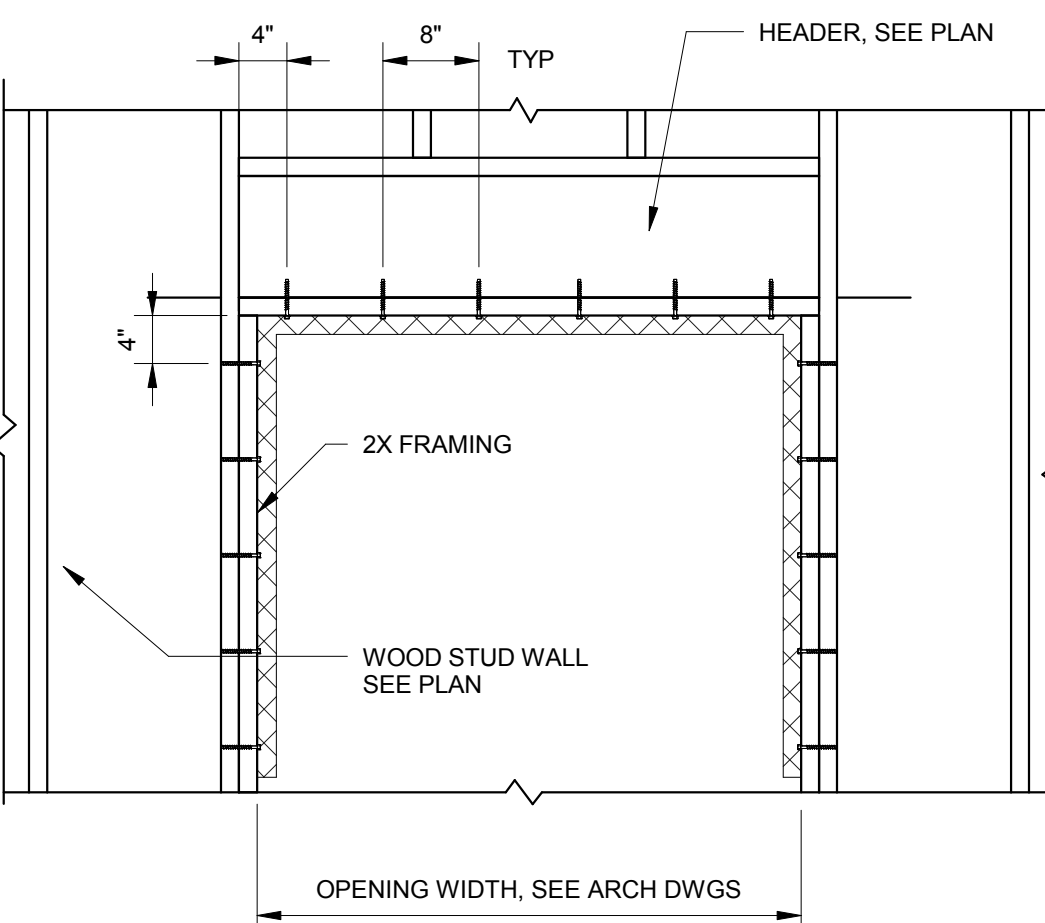 4"
8"
TYP
HEADER, SEE PLAN
4"
2X FRAMING
WOOD STUD WALL
SEE PLAN
OPENING WIDTH, SEE ARCH DWGS